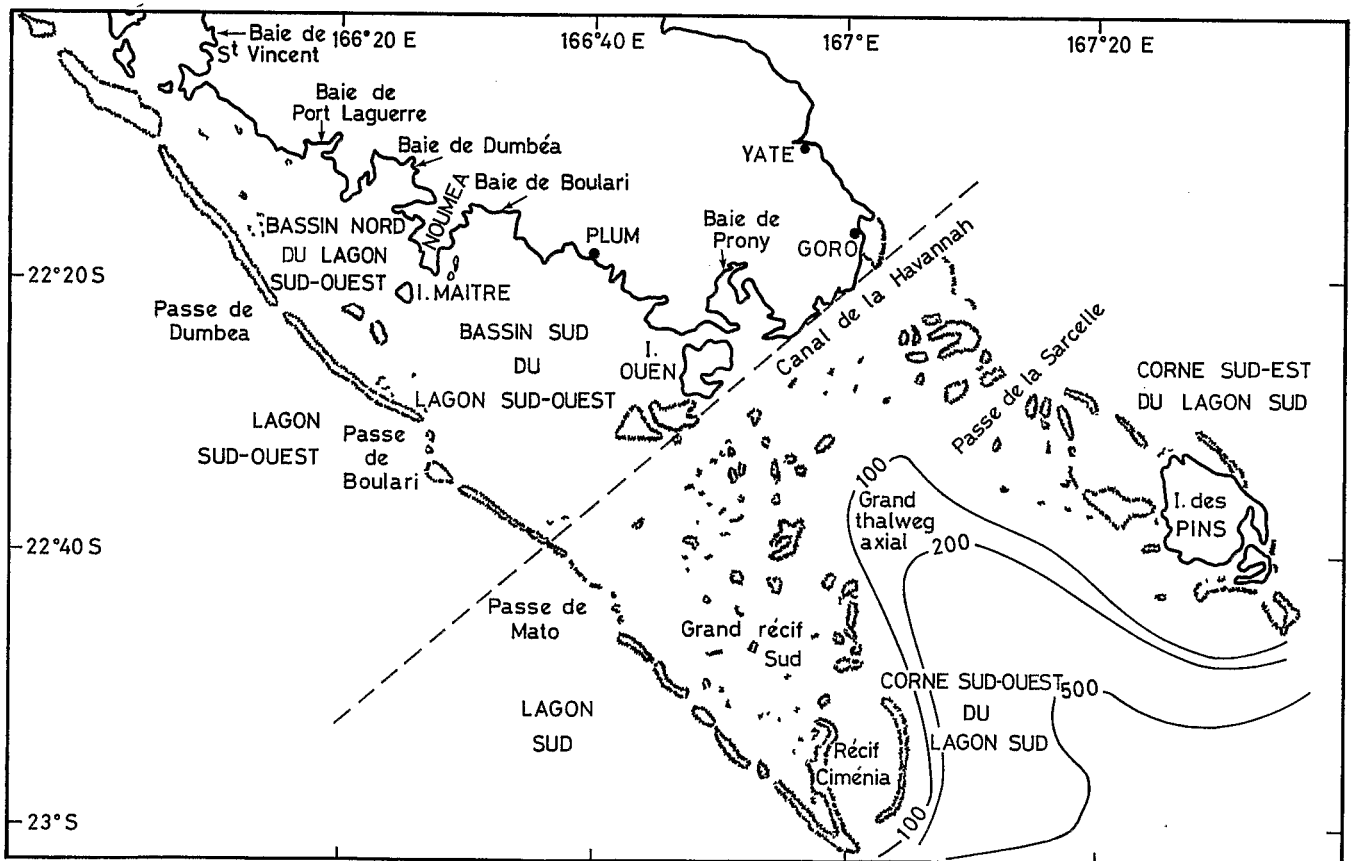 Baie de
St Vincent
166°20 E
166°40 E
167°E
167°20 E
Baie de
Port Laguerre
Baie de Dumbéa
YATE
NOUMEA
Baie de Boulari
BASSIN NORD
DU LAGON
SUD-OUEST
PLUM
Baie de
Prony
GORO
22°20 S
I. MAITRE
Canal de la Havannah
Passe de
Dumbea
BASSIN SUD
DU
LAGON SUD-OUEST
I.
OUEN
Passe de la Sarcelle
CORNE SUD-EST
DU LAGON SUD
LAGON
SUD-OUEST
Passe
de
Boulari
100
Grand
thalweg
axial
200
I. des
PINS
22°40 S
Passe de
Mato
Grand récif
Sud
CORNE SUD-OUEST
DU
LAGON SUD
500
LAGON
SUD
Récif
Ciménia
100
23°S